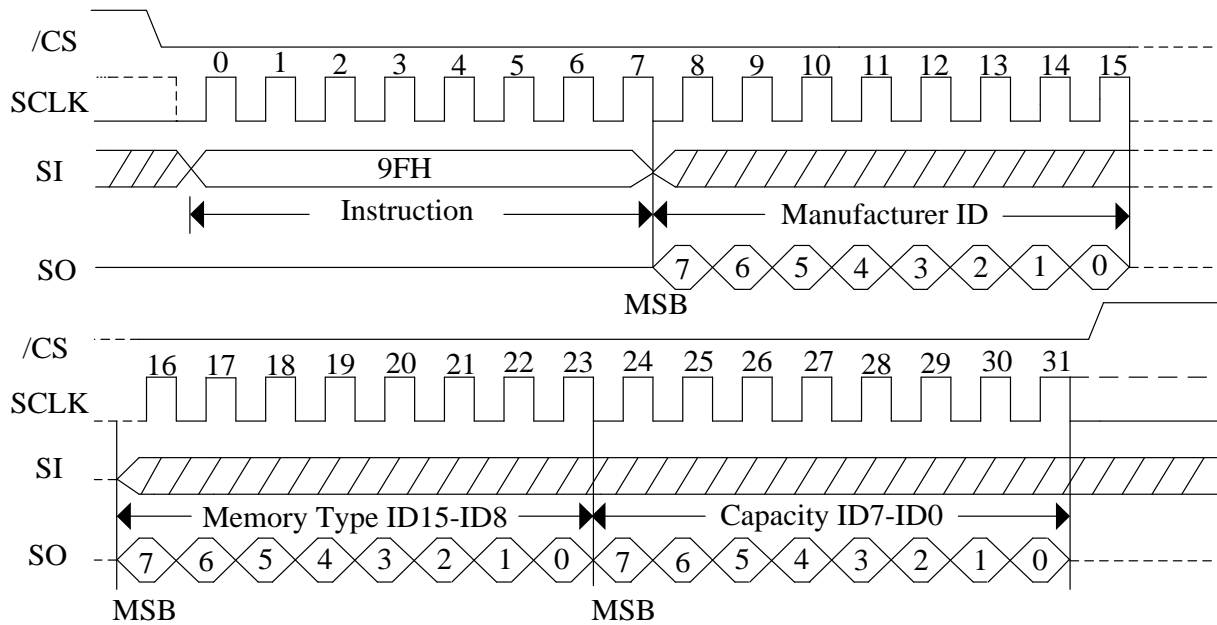 /CS
0 1 2 3 4 5 6 7 8 9 10 11 12 13 14 15
SCLK
SI 9FH
Instruction Manufacturer ID
SO 7 6 5 4 3 2 1 0
MSB
/CS
16 17 18 19 20 21 22 23 24 25 26 27 28 29 30 31
SCLK
SI
Memory Type ID15-ID8 Capacity ID7-ID0
SO 7 6 5 4 3 2 1 0 7 6 5 4 3 2 1 0
MSB MSB